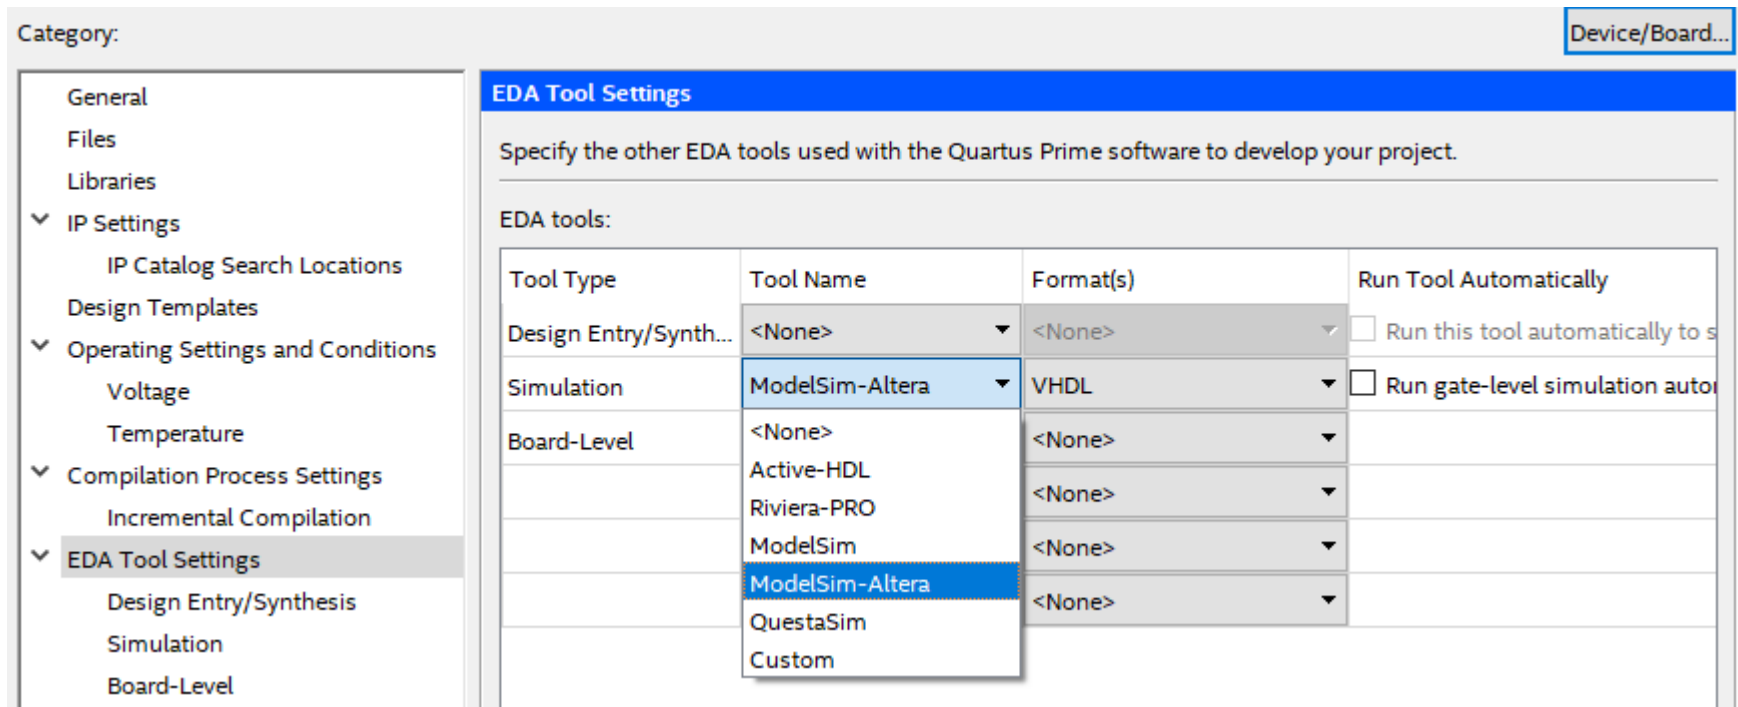 Category:
Device/Board...
General
Files
Libraries
IP Settings
IP Catalog Search Locations
Design Templates
Operating Settings and Conditions
Voltage
Temperature
Compilation Process Settings
Incremental Compilation
EDA Tool Settings
Design Entry/Synthesis
Simulation
Board-Level
EDA Tool Settings
Specify the other EDA tools used with the Quartus Prime software to develop your project.
EDA tools:
Tool Type Tool Name Format(s) Run Tool Automatically
Design Entry/Synth... <None> <None> Run this tool automatically to s
Simulation ModelSim-Altera VHDL Run gate-level simulation auto
Board-Level <None>
<None>
<None>
<None>
<None>
Active-HDL
Riviera-PRO
ModelSim
ModelSim-Altera
QuestaSim
Custom